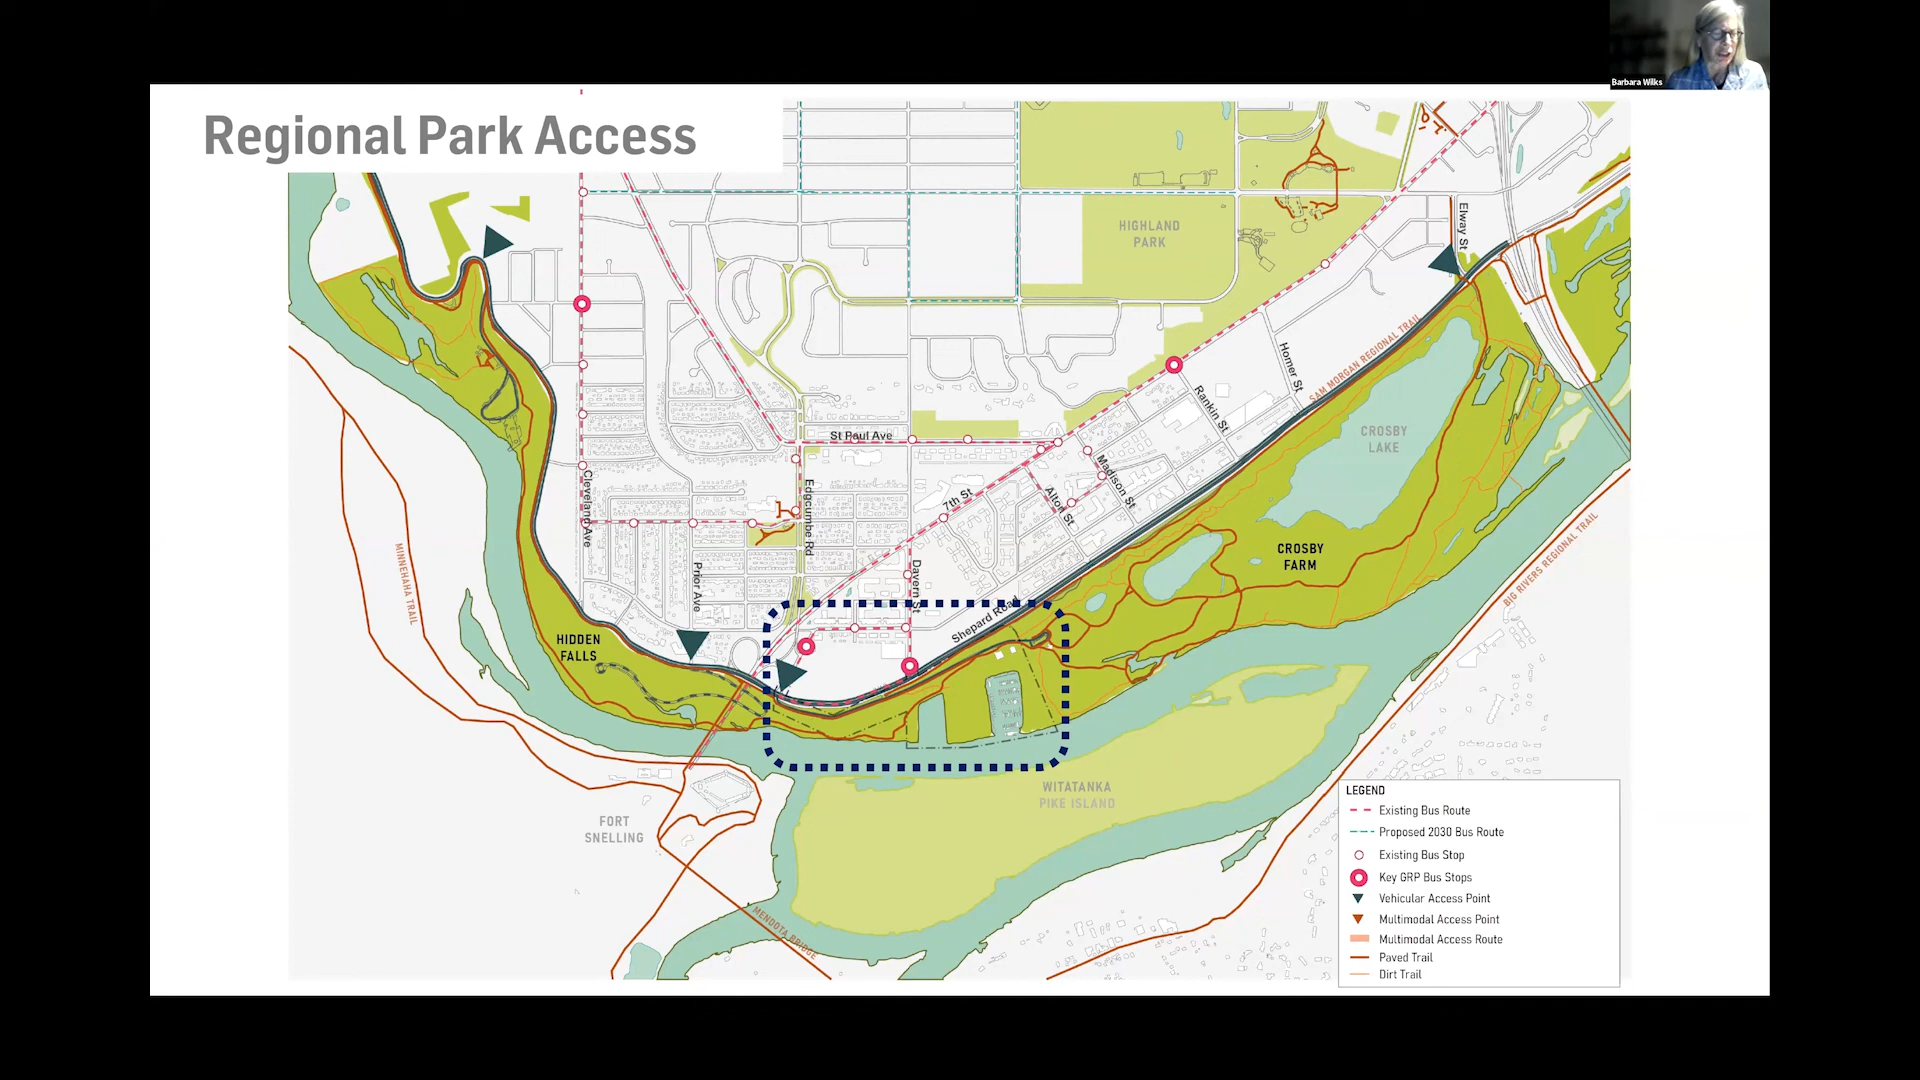 Barbara Wilks
Regional Park Access
HIGHLAND
PARK
Elway St
SAM MORGAN REGIONAL TRAIL
Homer St
Rankin St
CROSBY
LAKE
St Paul Ave
Madison St
Alton St
7th St
Cleveland Ave
Edgcumbe Rd
MINNEHAHA TRAIL
Prior Ave
Davern St
Shepard Road
CROSBY
FARM
BIG RIVERS REGIONAL TRAIL
HIDDEN
FALLS
WITATANKA
PIKE ISLAND
FORT
SNELLING
MENDOTA BRIDGE
LEGEND
Existing Bus Route
Proposed 2030 Bus Route
Existing Bus Stop
Key GRP Bus Stops
Vehicular Access Point
Multimodal Access Point
Multimodal Access Route
Paved Trail
Dirt Trail